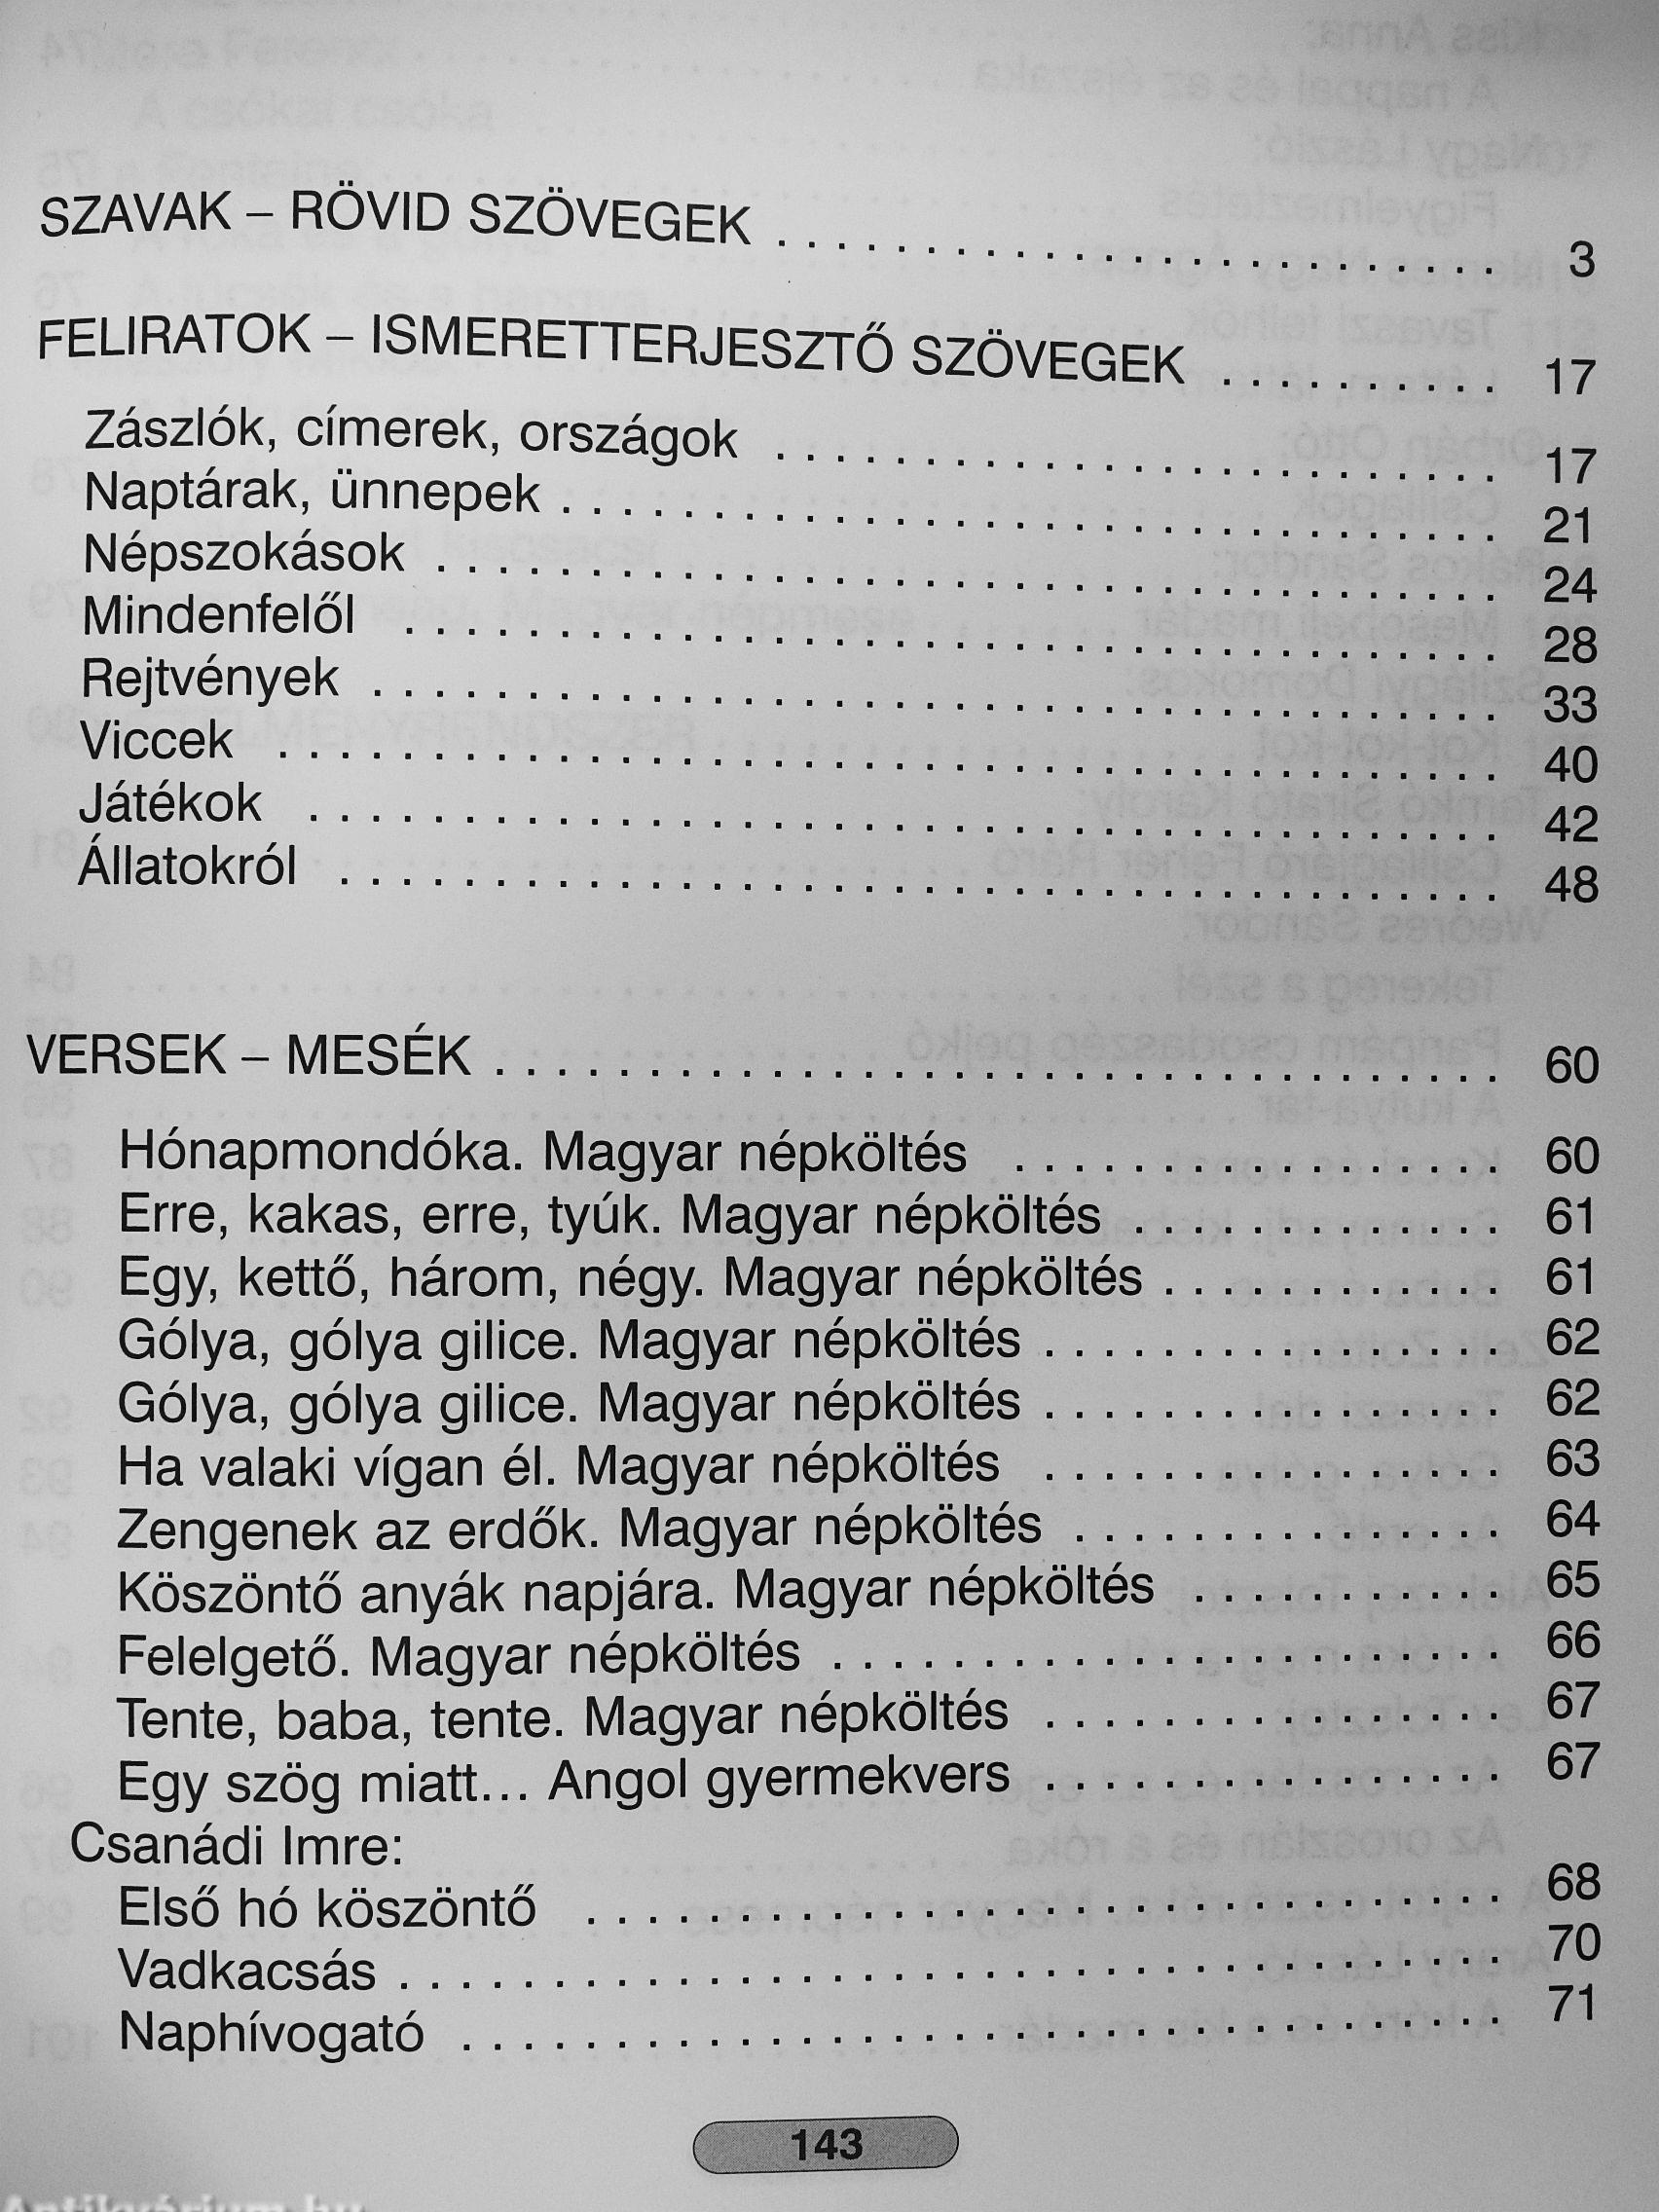 SZAVAK – RÖVID SZÖVEGEK . . . . . . . . . . . . . . . . . . . . . . . . 3
FELIRATOK – ISMERETTERJESZTŐ SZÖVEGEK . . . . . . . . . . 17
Zászlók, címerek, országok . . . . . . . . . . . . . . . . . . . . . . . . 17
Naptárak, ünnepek . . . . . . . . . . . . . . . . . . . . . . . . . . . . . . . 21
Népszokások . . . . . . . . . . . . . . . . . . . . . . . . . . . . . . . . . . . 24
Mindenfelől . . . . . . . . . . . . . . . . . . . . . . . . . . . . . . . . . . . . 28
Rejtvények . . . . . . . . . . . . . . . . . . . . . . . . . . . . . . . . . . . . . 33
Viccek . . . . . . . . . . . . . . . . . . . . . . . . . . . . . . . . . . . . . . . . 40
Játékok . . . . . . . . . . . . . . . . . . . . . . . . . . . . . . . . . . . . . . . 42
Állatokról . . . . . . . . . . . . . . . . . . . . . . . . . . . . . . . . . . . . . . 48
VERSEK – MESÉK . . . . . . . . . . . . . . . . . . . . . . . . . . . . . . . . . 60
Hónapmondóka. Magyar népköltés . . . . . . . . . . . . . . . . 60
Erre, kakas, erre, tyúk. Magyar népköltés . . . . . . . . . . . . 61
Egy, kettő, három, négy. Magyar népköltés . . . . . . . . . . . 61
Gólya, gólya gilice. Magyar népköltés . . . . . . . . . . . . . . . 62
Gólya, gólya gilice. Magyar népköltés . . . . . . . . . . . . . . . 62
Ha valaki vígan él. Magyar népköltés . . . . . . . . . . . . . . . 63
Zengenek az erdők. Magyar népköltés . . . . . . . . . . . . . . 64
Köszöntő anyák napjára. Magyar népköltés . . . . . . . . . . 65
Felelgető. Magyar népköltés . . . . . . . . . . . . . . . . . . . . . . 66
Tente, baba, tente. Magyar népköltés . . . . . . . . . . . . . . . 67
Egy szög miatt... Angol gyermekvers . . . . . . . . . . . . . . . 67
Csanádi Imre:
Első hó köszöntő . . . . . . . . . . . . . . . . . . . . . . . . . . . . . . 68
Vadkacsás . . . . . . . . . . . . . . . . . . . . . . . . . . . . . . . . . . . . 70
Naphívogató . . . . . . . . . . . . . . . . . . . . . . . . . . . . . . . . . . 71
143
Antikvárium.hu